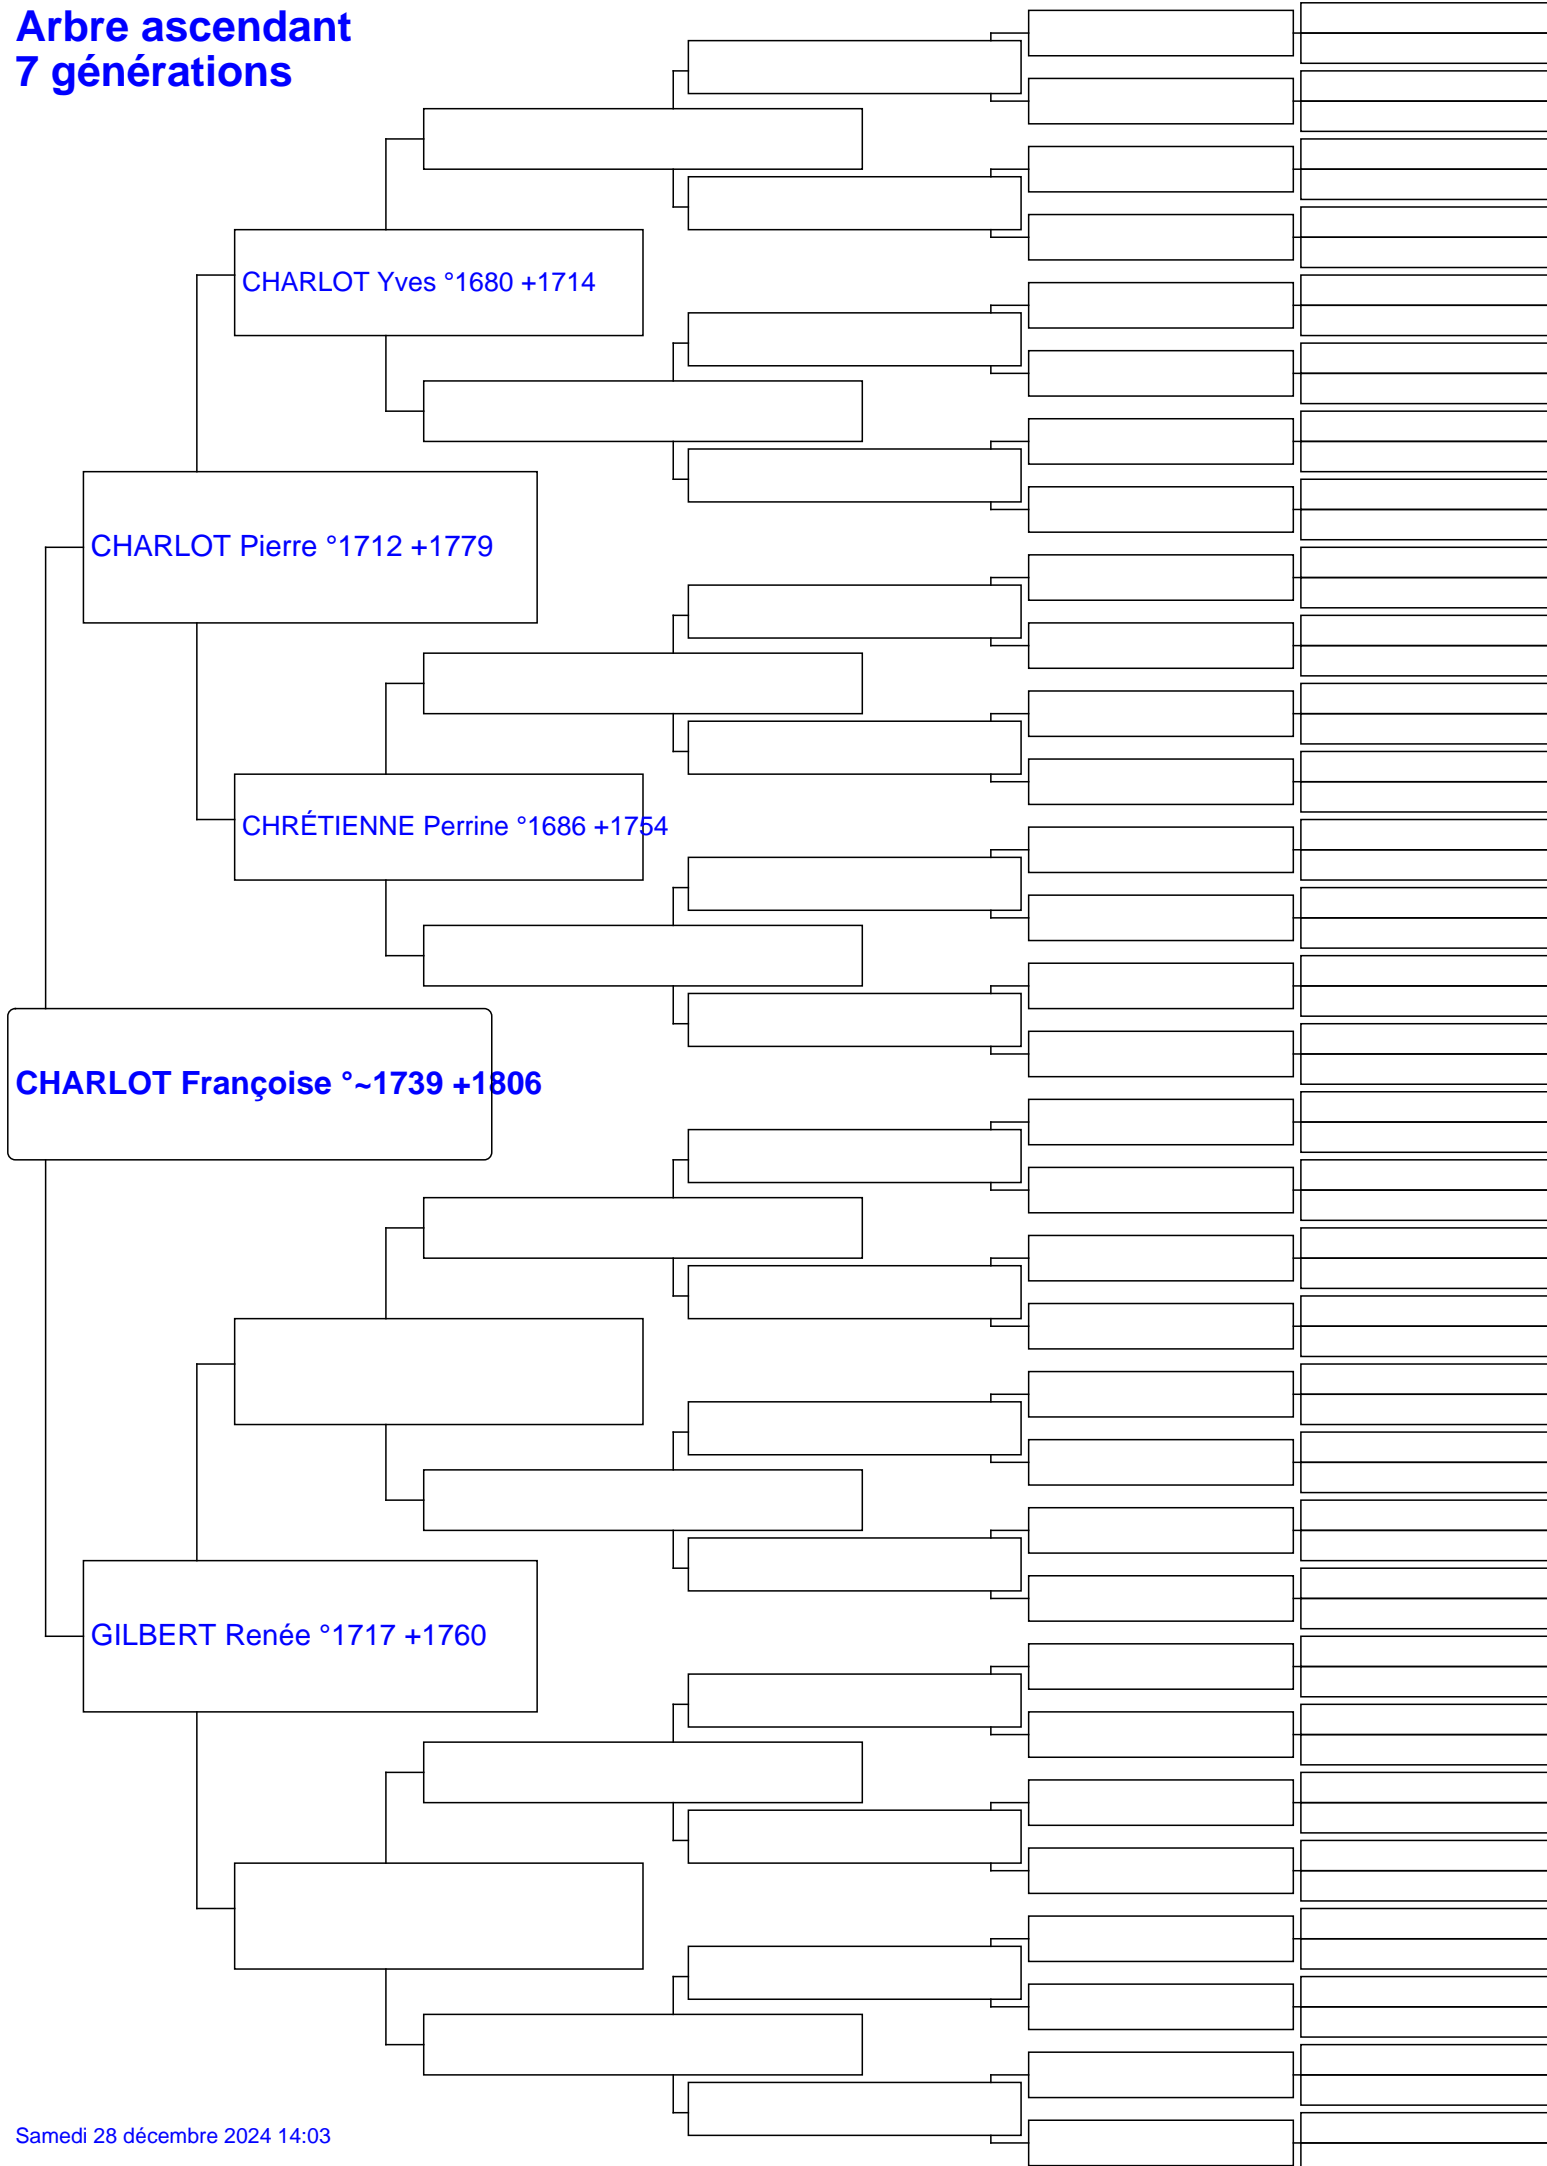 Arbre ascendant
7 générations
CHARLOT Yves °1680 +1714
CHARLOT Pierre °1712 +1779
CHRÉTIENNE Perrine °1686 +1754
CHARLOT Françoise °~1739 +1806
GILBERT Renée °1717 +1760
Samedi 28 décembre 2024 14:03